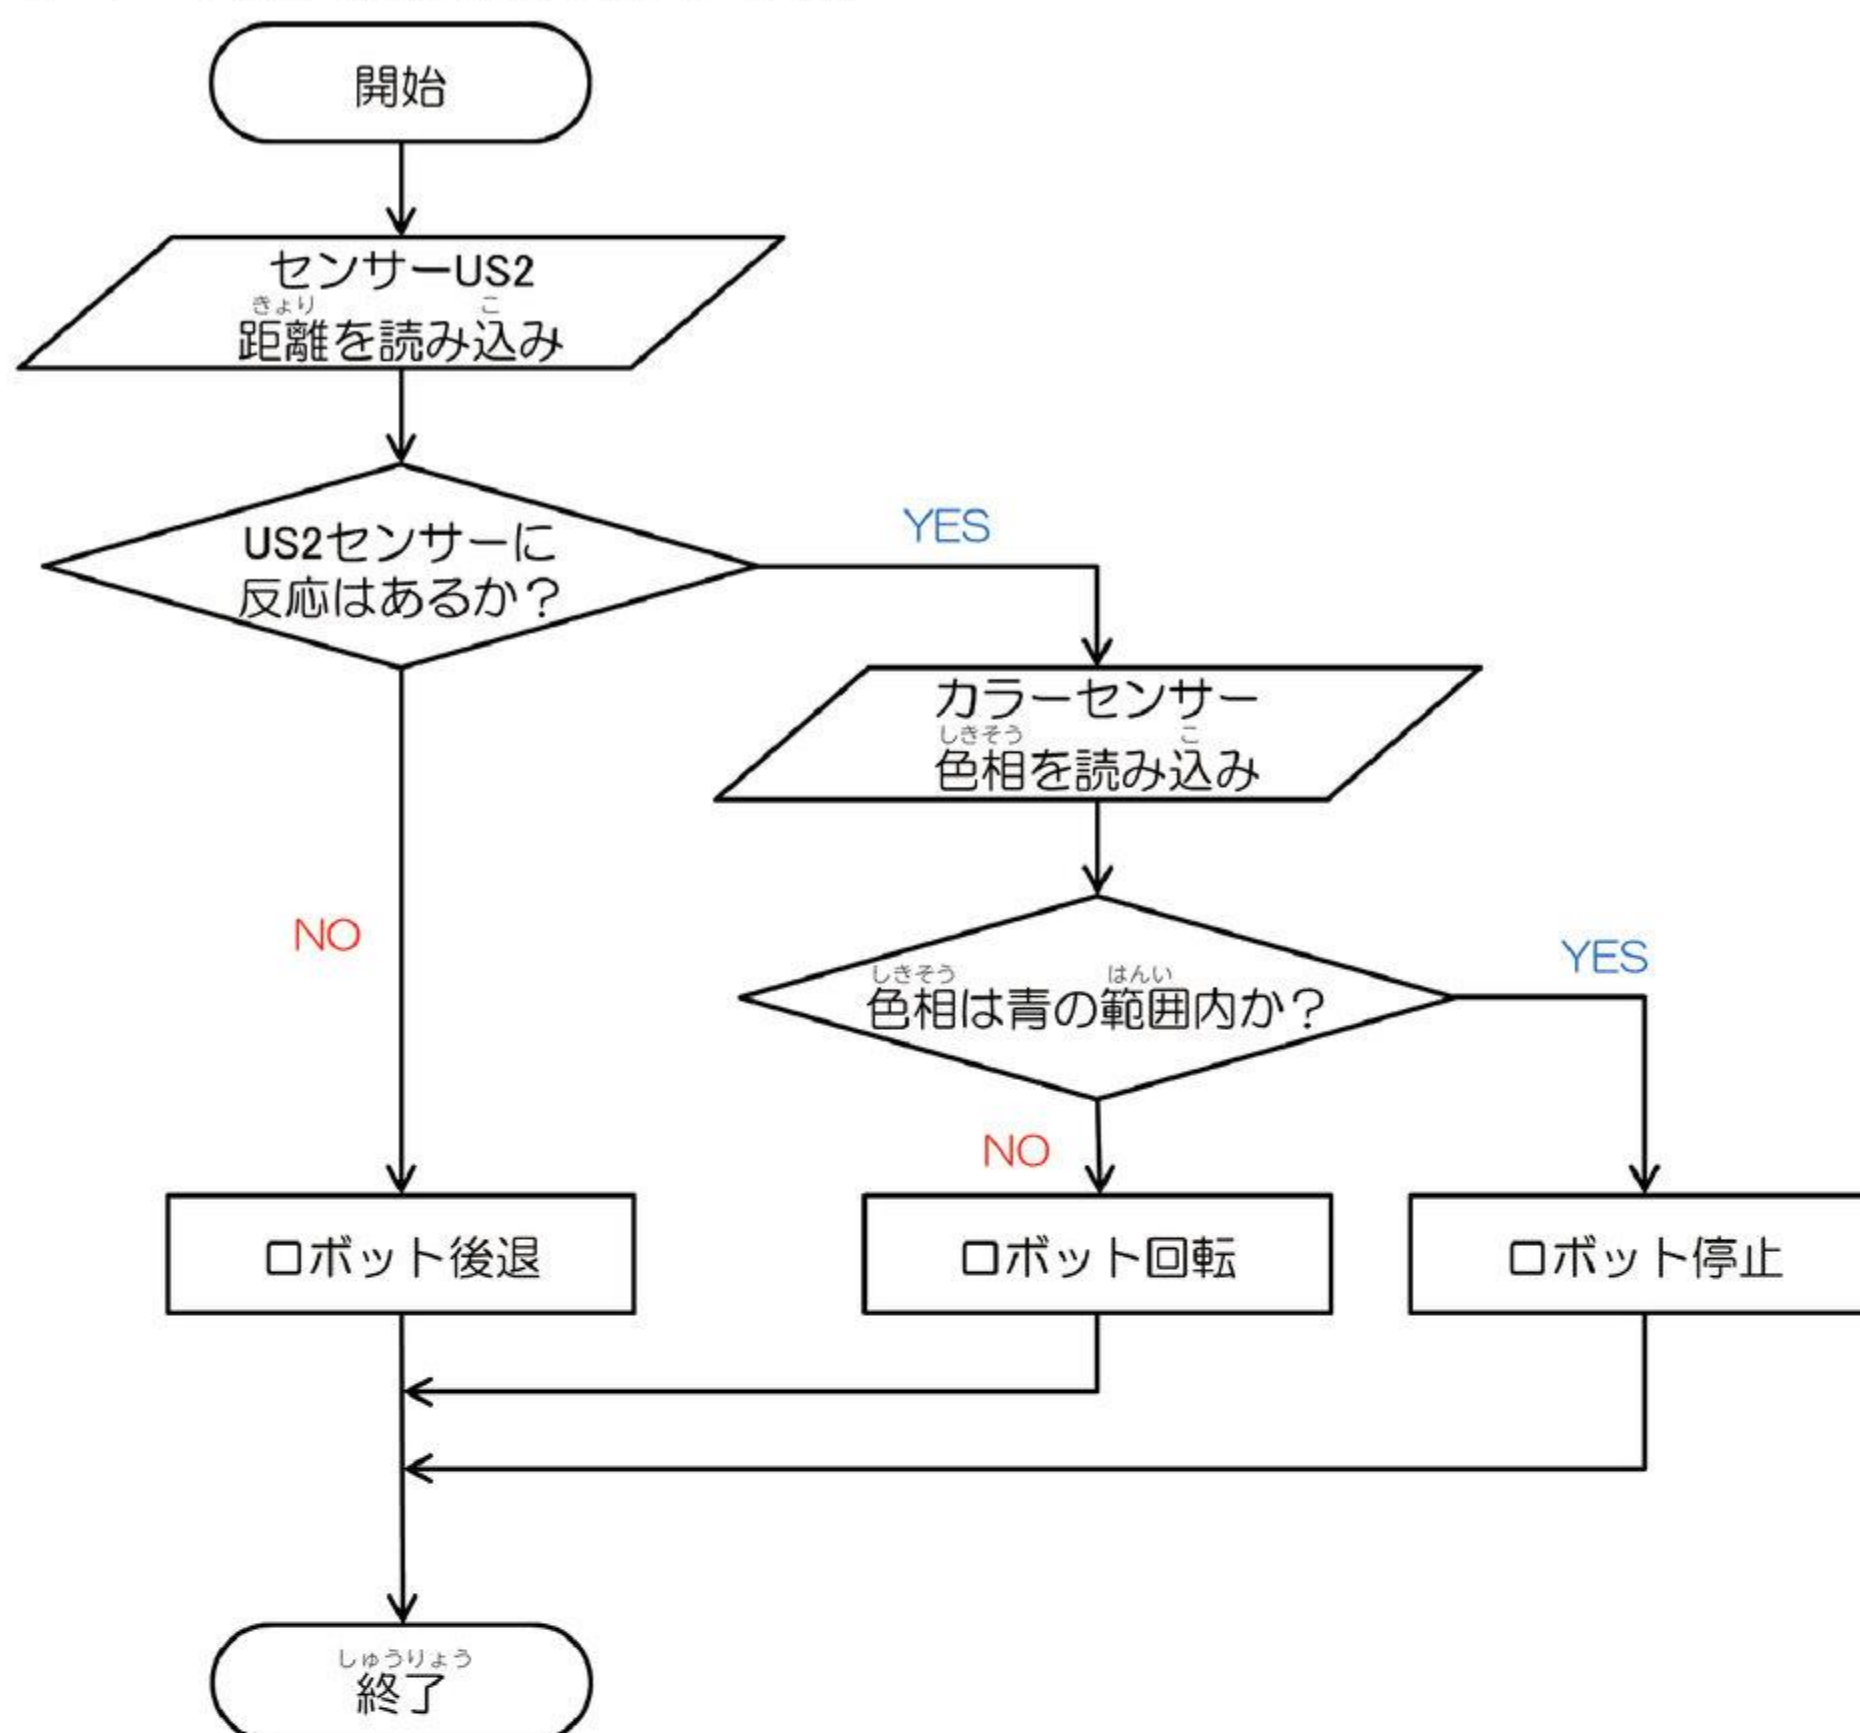 開始
センサーUS2
きょり こ
距離を読み込み
US2センサーに
反応はあるか？
YES
カラーセンサー
しきそう こ
色相を読み込み
NO
しきそう はんい
色相は青の範囲内か？
YES
NO
ロボット後退
ロボット回転
ロボット停止
しゅうりょう
終了